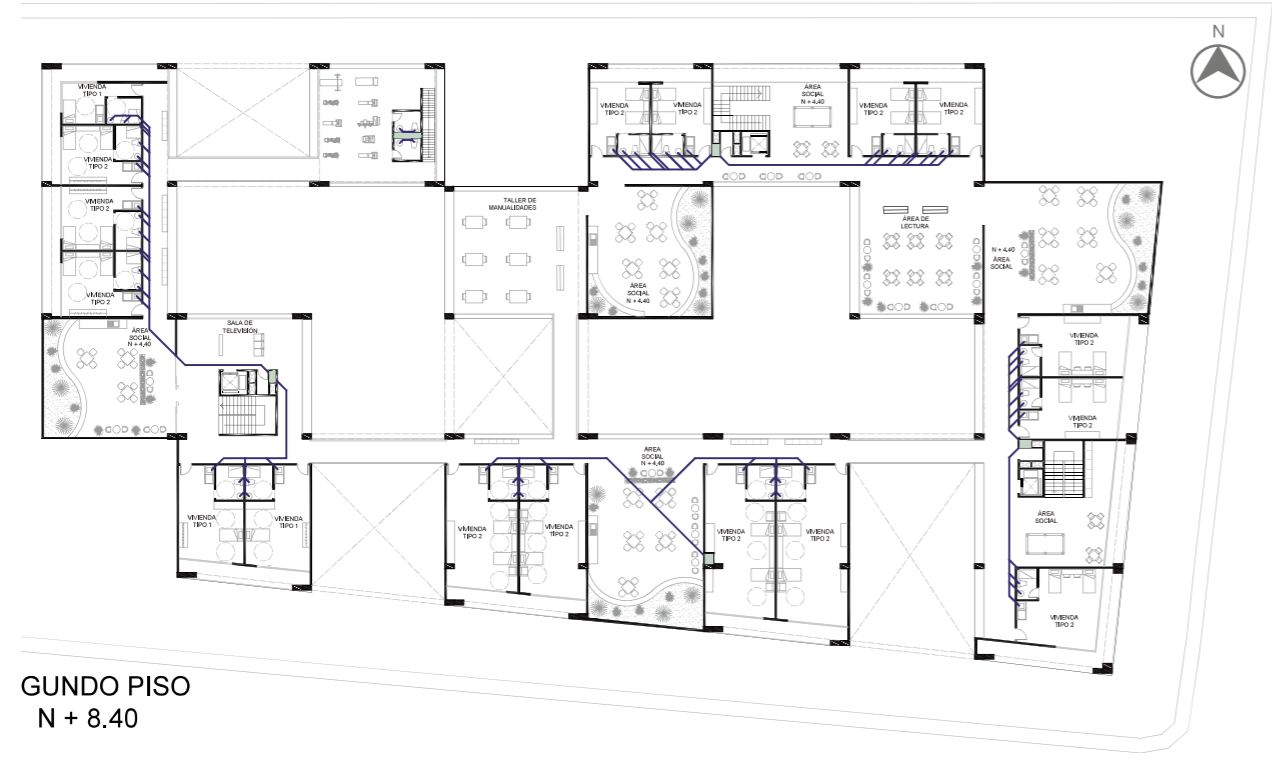 N
VIVIENDA
TIPO 1
VIVIENDA
TIPO 2
VIVIENDA
TIPO 2
VIVIENDA
TIPO 2
VIVIENDA
TIPO 2
VIVIENDA
TIPO 2
ÁREA
SOCIAL
N + 4,40
VIVIENDA
TIPO 2
VIVIENDA
TIPO 2
TALLER DE
MANUALIDADES
ÁREA DE
LECTURA
N + 4,40
ÁREA
SOCIAL
ÁREA
SOCIAL
N + 4,40
SALA DE
TELEVISIÓN
ÁREA
SOCIAL
N + 4,40
VIVIENDA
TIPO 2
VIVIENDA
TIPO 2
ÁREA
SOCIAL
N + 4,40
VIVIENDA
TIPO 1
VIVIENDA
TIPO 1
VIVIENDA
TIPO 2
VIVIENDA
TIPO 2
VIVIENDA
TIPO 2
VIVIENDA
TIPO 2
ÁREA
SOCIAL
VIVIENDA
TIPO 2
GUNDO PISO
N + 8.40